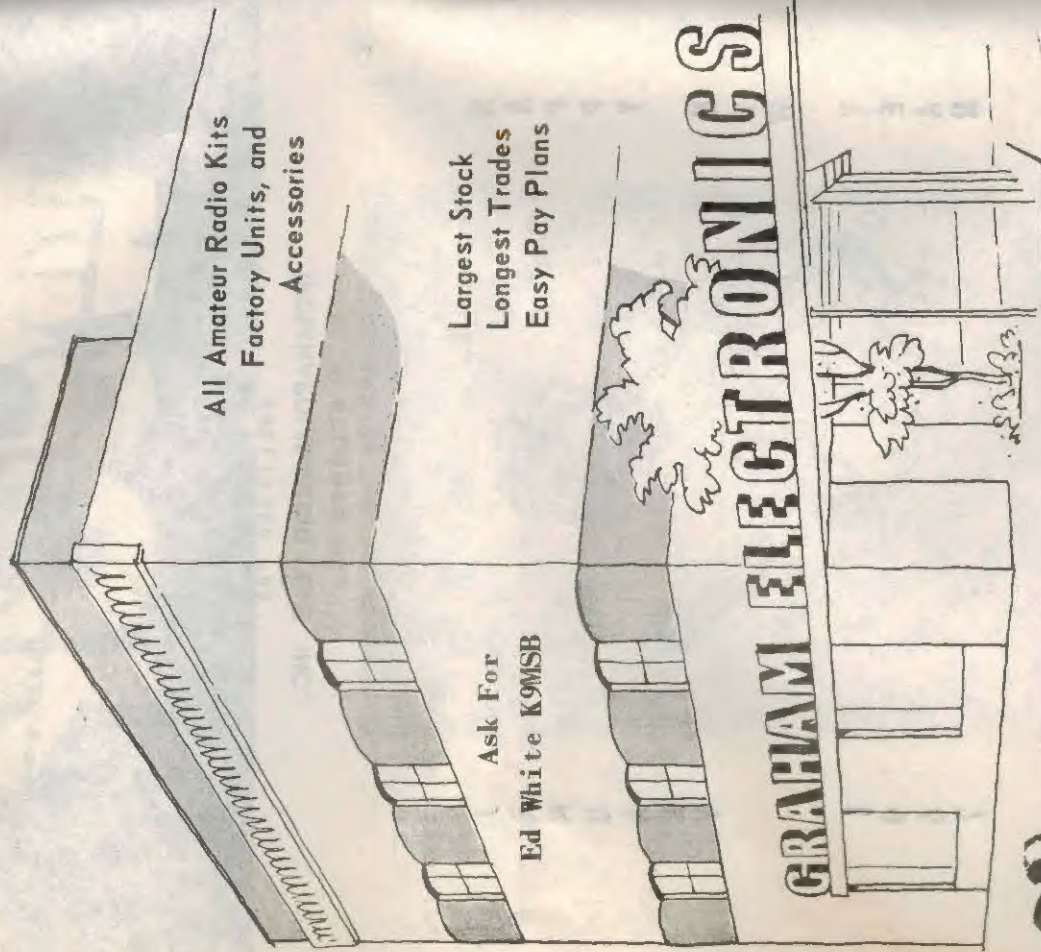 All Amateur Radio Kits
Factory Units, and
Accessories
Largest Stock
Longest Trades
Easy Pay Plans
Ask For
Ed White K9MSB
GRAHAM ELECTRONICS